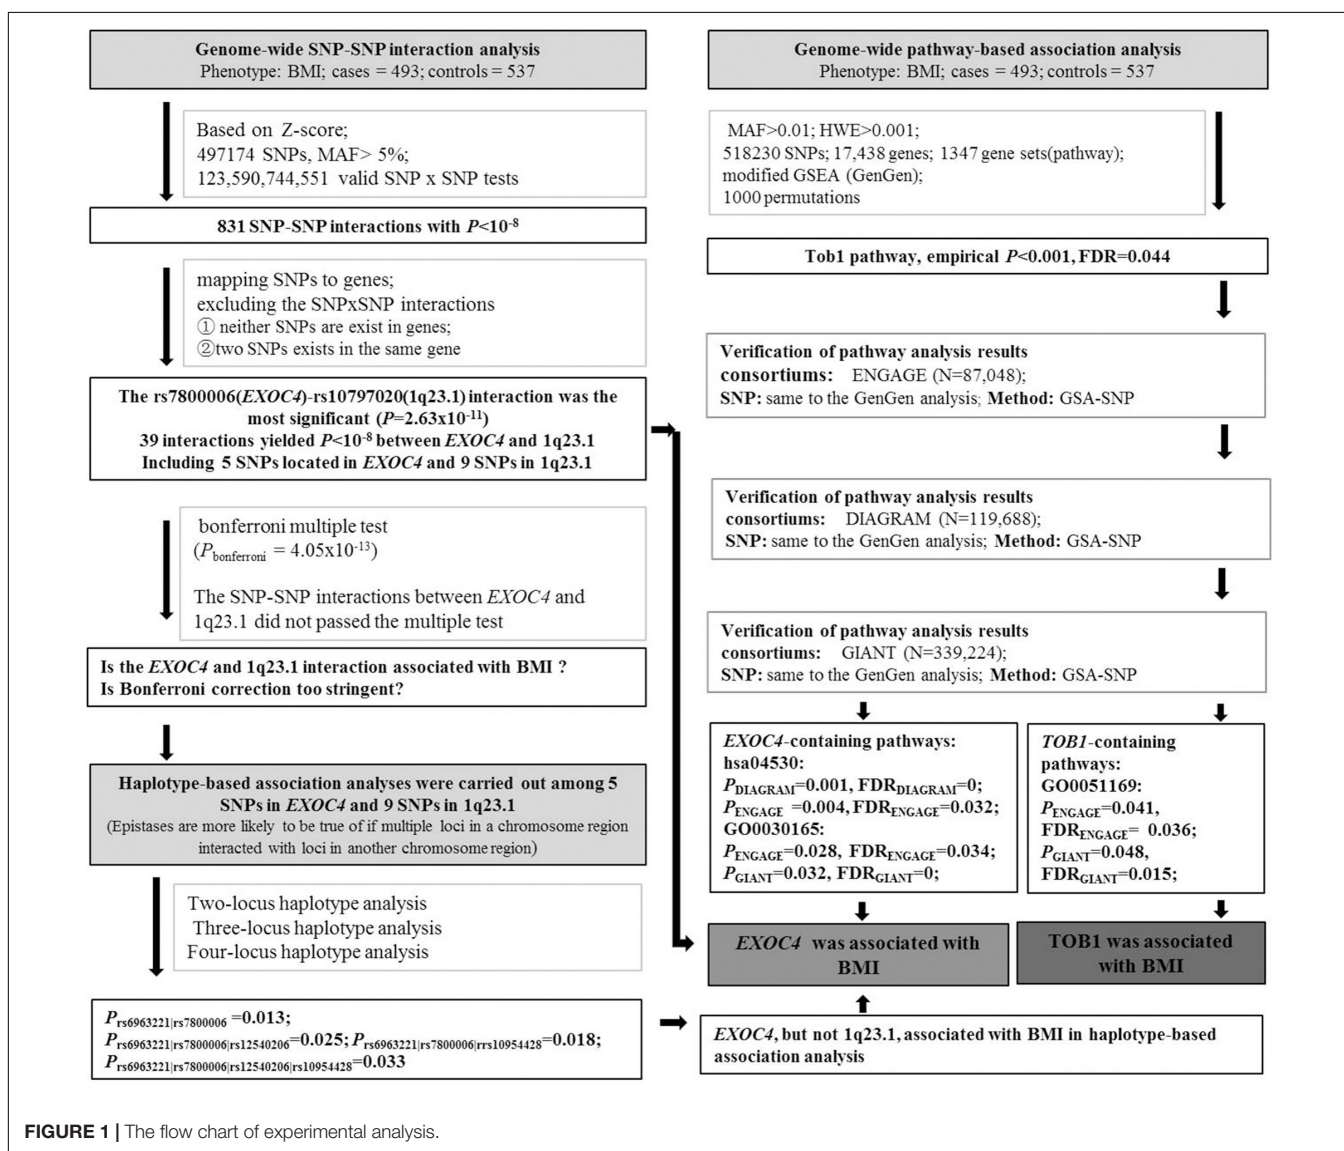 Genome-wide SNP-SNP interaction analysis
Phenotype: BMI; cases = 493; controls = 537
Based on Z-score;
497174 SNPs, MAF> 5%;
123,590,744,551 valid SNP x SNP tests
831 SNP-SNP interactions with P<10-8
mapping SNPs to genes;
excluding the SNPxSNP interactions
① neither SNPs are exist in genes;
②two SNPs exists in the same gene
The rs7800006(EXOC4)-rs10797020(1q23.1) interaction was the
most significant (P=2.63x10-11)
39 interactions yielded P<10-8 between EXOC4 and 1q23.1
Including 5 SNPs located in EXOC4 and 9 SNPs in 1q23.1
bonferroni multiple test
(Pbonferroni = 4.05x10-13)
The SNP-SNP interactions between EXOC4 and
1q23.1 did not passed the multiple test
Is the EXOC4 and 1q23.1 interaction associated with BMI ?
Is Bonferroni correction too stringent?
Haplotype-based association analyses were carried out among 5
SNPs in EXOC4 and 9 SNPs in 1q23.1
(Epistases are more likely to be true of if multiple loci in a chromosome region
interacted with loci in another chromosome region)
Two-locus haplotype analysis
Three-locus haplotype analysis
Four-locus haplotype analysis
Prs6963221|rs7800006 =0.013;
Prs6963221|rs7800006|rs12540206=0.025; Prs6963221|rs7800006|rrs10954428=0.018;
Prs6963221|rs7800006|rs12540206|rs10954428=0.033
Genome-wide pathway-based association analysis
Phenotype: BMI; cases = 493; controls = 537
MAF>0.01; HWE>0.001;
518230 SNPs; 17,438 genes; 1347 gene sets(pathway);
modified GSEA (GenGen);
1000 permutations
Tob1 pathway, empirical P<0.001, FDR=0.044
Verification of pathway analysis results
consortiums: ENGAGE (N=87,048);
SNP: same to the GenGen analysis; Method: GSA-SNP
Verification of pathway analysis results
consortiums: DIAGRAM (N=119,688);
SNP: same to the GenGen analysis; Method: GSA-SNP
Verification of pathway analysis results
consortiums: GIANT (N=339,224);
SNP: same to the GenGen analysis; Method: GSA-SNP
EXOC4-containing pathways:
hsa04530:
PDIAGRAM=0.001, FDRDIAGRAM=0;
PENGAGE =0.004, FDRENGAGE=0.032;
GO0030165:
PENGAGE=0.028, FDRENGAGE=0.034;
PGIANT=0.032, FDRGIANT=0;
TOB1-containing
pathways:
GO0051169:
PENGAGE=0.041,
FDRENGAGE= 0.036;
PGIANT=0.048,
FDRGIANT=0.015;
EXOC4 was associated with
BMI
TOB1 was associated
with BMI
EXOC4, but not 1q23.1, associated with BMI in haplotype-based
association analysis
FIGURE 1 | The flow chart of experimental analysis.